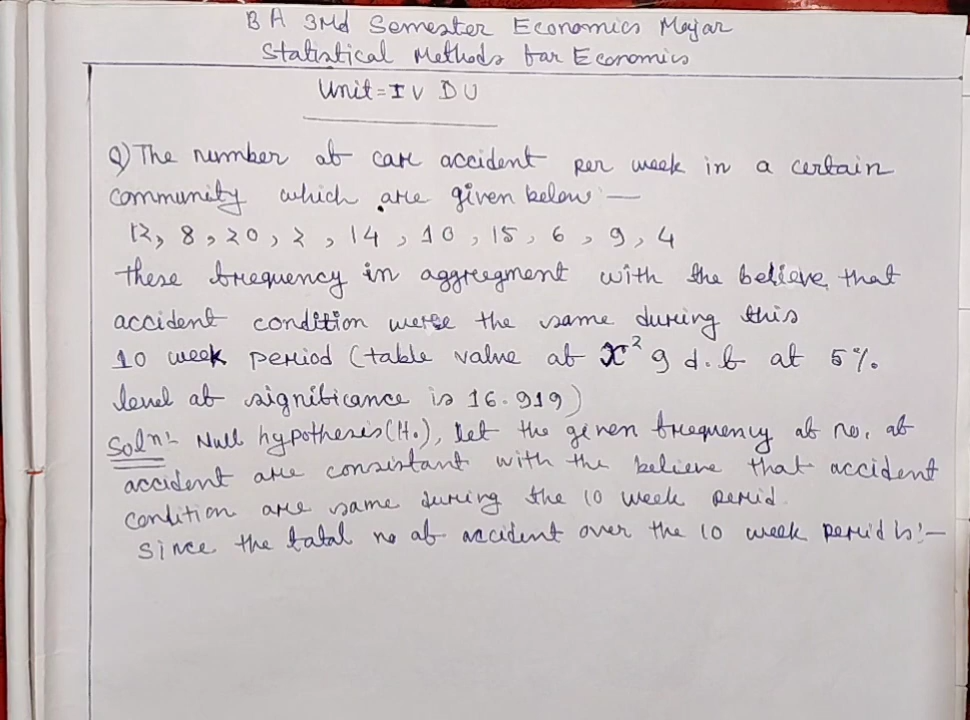 B A 3rd Semester Economics Major
Statistical Methods for Economics
Unit = IV DU
Q) The number of car accident per week in a certain
community which are given below :—
12, 8, 20, 2, 14, 10, 15, 6, 9, 4
these frequency in aggreegment with the believe that
accident condition were the same during this
10 week period (table value of X² 9 d.f at 5%.
level of significance is 16.919)
Solⁿ:- Null hypothesis (H₀), let the given frequency of no. of
accident are consistant with the believe that accident
condition are same during the 10 week period.
Since the total no of accident over the 10 week period is :—